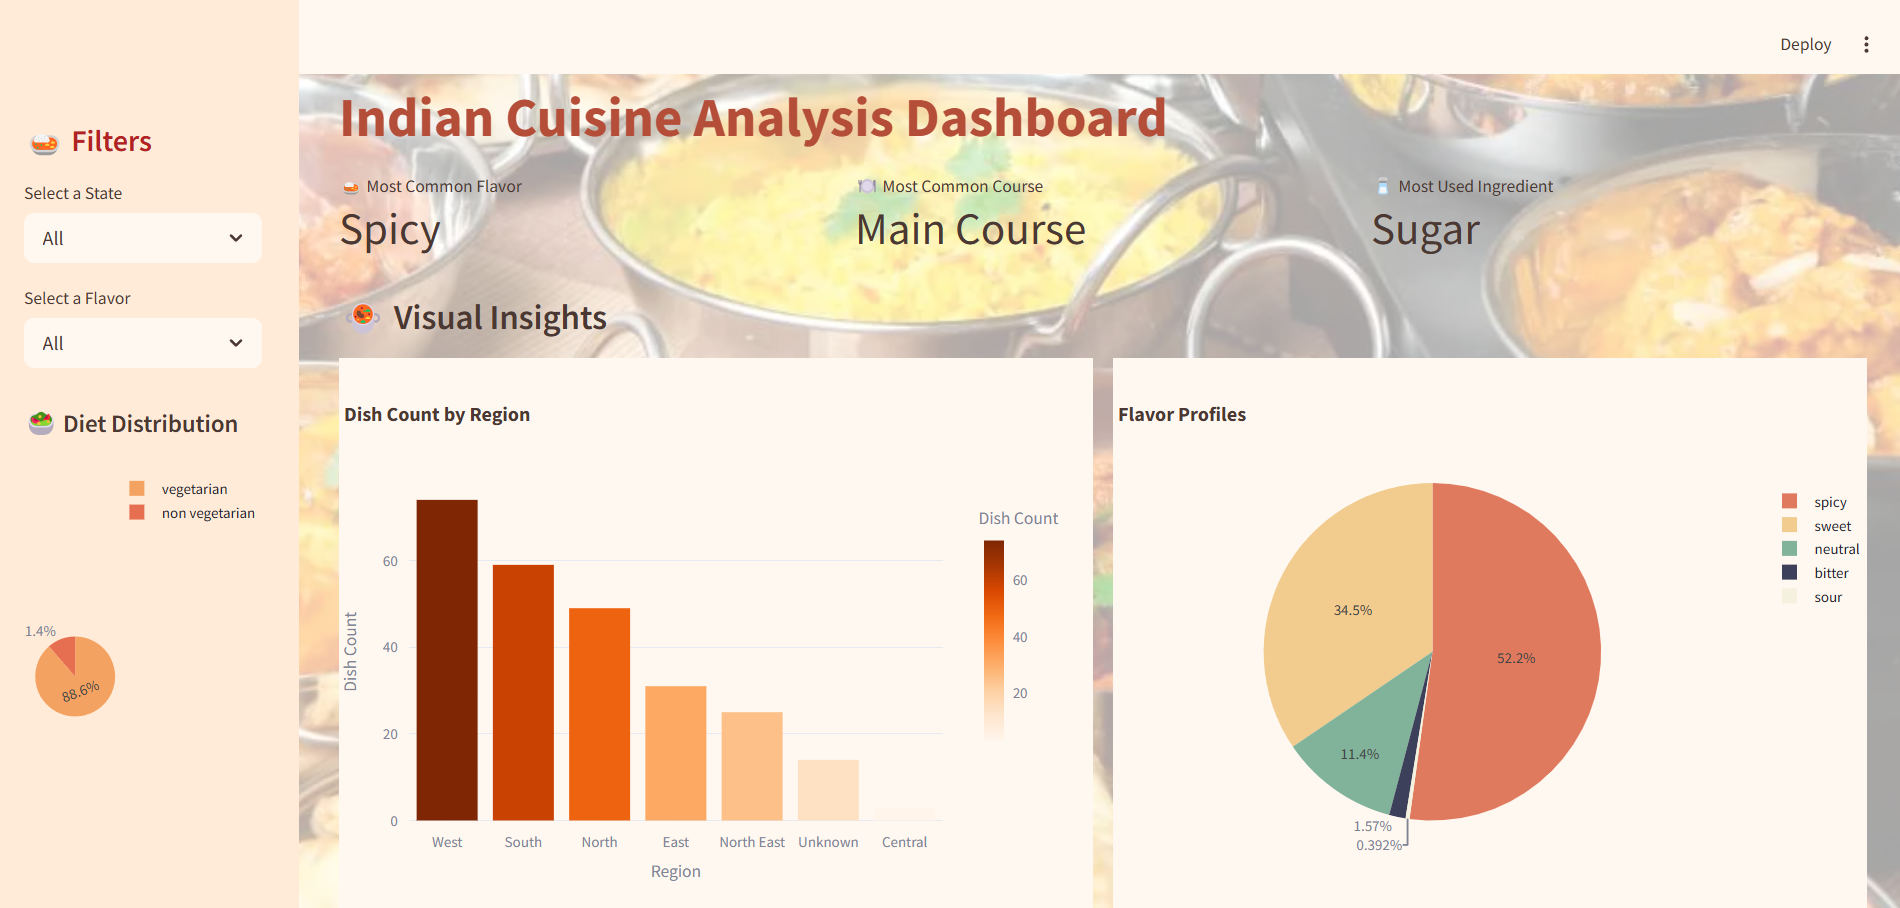 Deploy
Filters
Select a State
All
Select a Flavor
All
Diet Distribution
vegetarian
non vegetarian
1.4%
88.6%
Indian Cuisine Analysis Dashboard
Most Common Flavor
Spicy
Most Common Course
Main Course
Most Used Ingredient
Sugar
Visual Insights
Dish Count by Region
Dish Count
60
40
20
0
West South North East North East Unknown Central
Region
Dish Count
60
40
20
Flavor Profiles
34.5%
52.2%
11.4%
1.57%
0.392%
spicy
sweet
neutral
bitter
sour